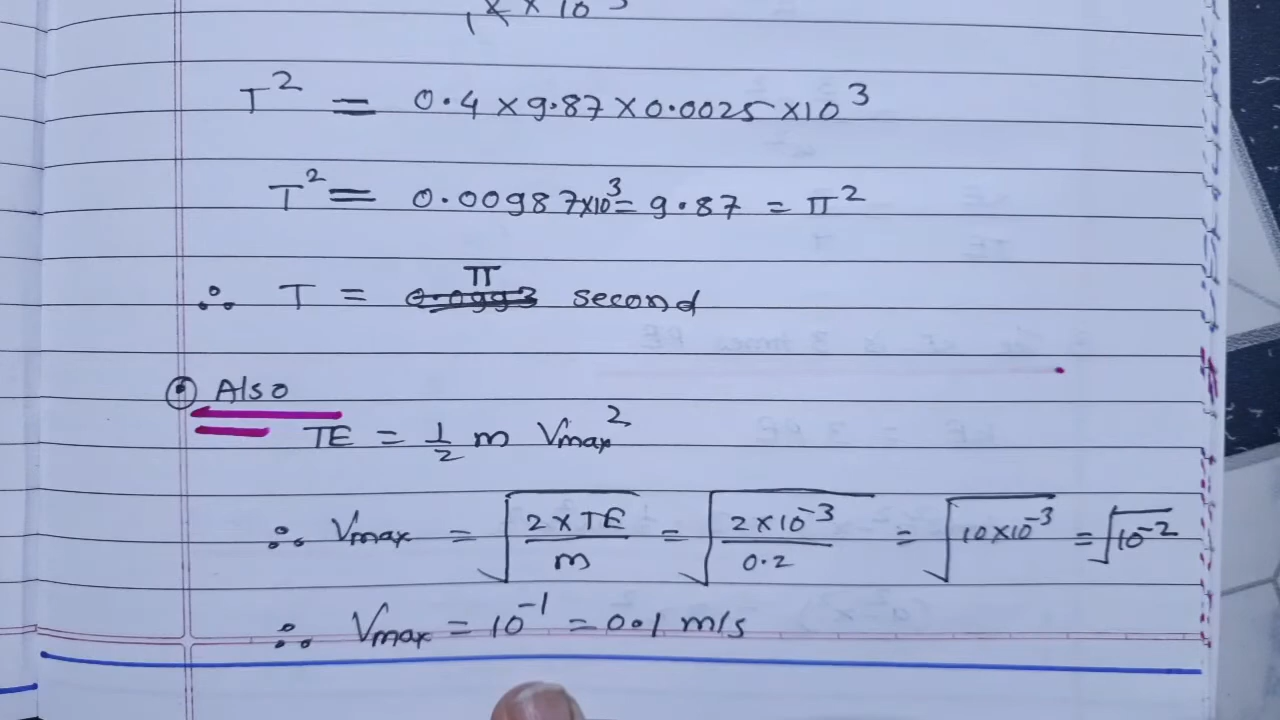 1 × × 10³
T² = 0.4 × 9.87 × 0.0025 × 10³
T² = 0.00987×10³ = 9.87 = π²
∴ T = π second
Also
TE = 1/2 m Vmax²
∴ Vmax = √(2 × TE / m) = √(2 × 10⁻³ / 0.2) = √(10×10⁻³) = √(10⁻²)
∴ Vmax = 10⁻¹ = 0.1 m/s